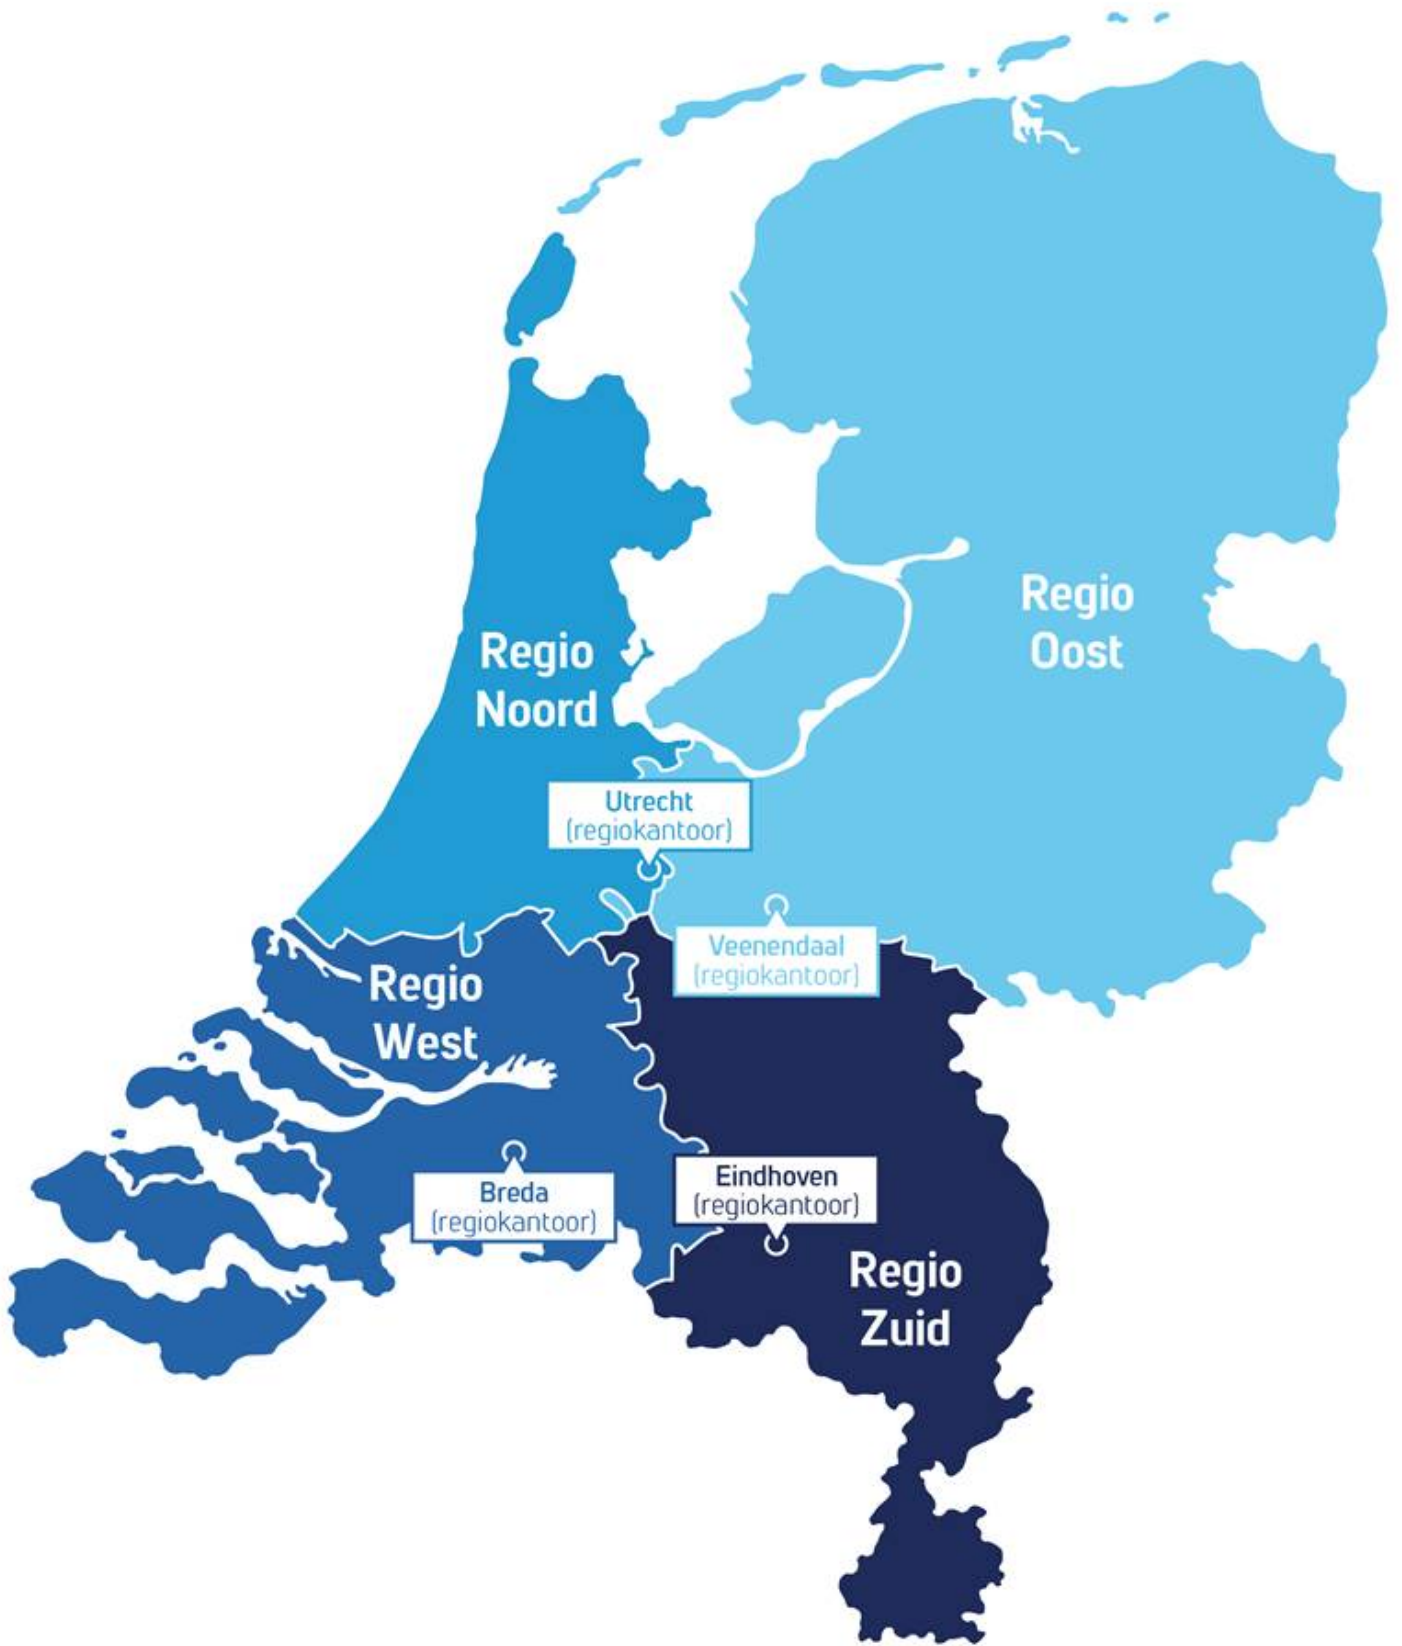 Regio
Oost
Regio
Noord
Utrecht
(regiokantoor)
Veenendaal
(regiokantoor)
Regio
West
Eindhoven
(regiokantoor)
Breda
(regiokantoor)
Regio
Zuid